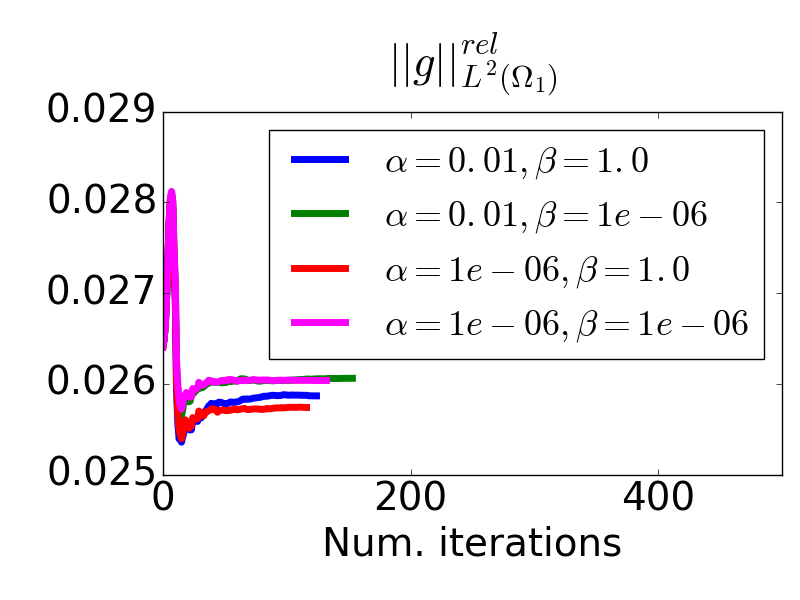 ||g||^{rel}_{L^2(Ω_1)}
0.029
0.028
0.027
0.026
0.025
α = 0.01, β = 1.0
α = 0.01, β = 1e − 06
α = 1e − 06, β = 1.0
α = 1e − 06, β = 1e − 06
0 200 400
Num. iterations